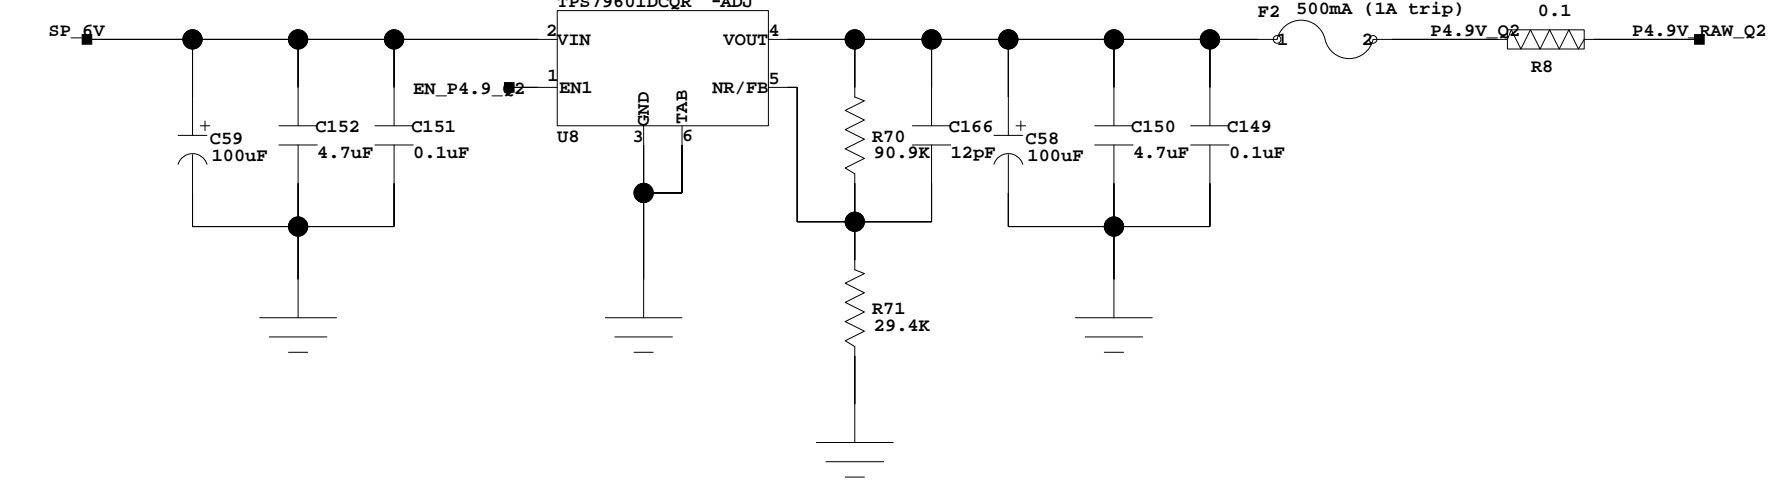 TPS79601DCQR -ADJ
F2 500mA (1A trip)
0.1
SP_6V
2
VIN
VOUT
4
1
2
P4.9V_Q2
P4.9V_RAW_Q2
R8
EN_P4.9_Q2
1
EN1
GND
TAB
NR/FB
5
U8
3
6
+
C59
100uF
C152
4.7uF
C151
0.1uF
R70
90.9K
C166
12pF
+
C58
100uF
C150
4.7uF
C149
0.1uF
R71
29.4K